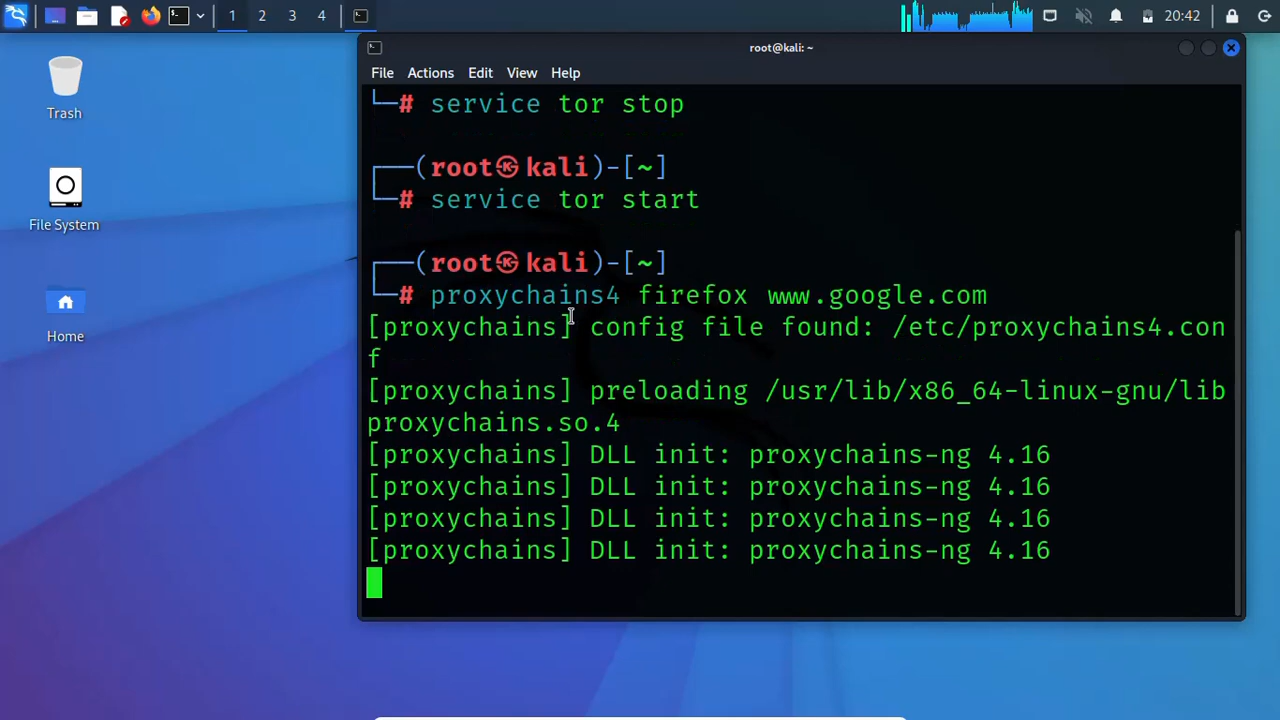 1 2 3 4
20:42
Trash
File System
Home
root@kali: ~
File Actions Edit View Help
└─# service tor stop
┌──(root㉿kali)-[~]
└─# service tor start
┌──(root㉿kali)-[~]
└─# proxychains4 firefox www.google.com
[proxychains] config file found: /etc/proxychains4.con
f
[proxychains] preloading /usr/lib/x86_64-linux-gnu/lib
proxychains.so.4
[proxychains] DLL init: proxychains-ng 4.16
[proxychains] DLL init: proxychains-ng 4.16
[proxychains] DLL init: proxychains-ng 4.16
[proxychains] DLL init: proxychains-ng 4.16